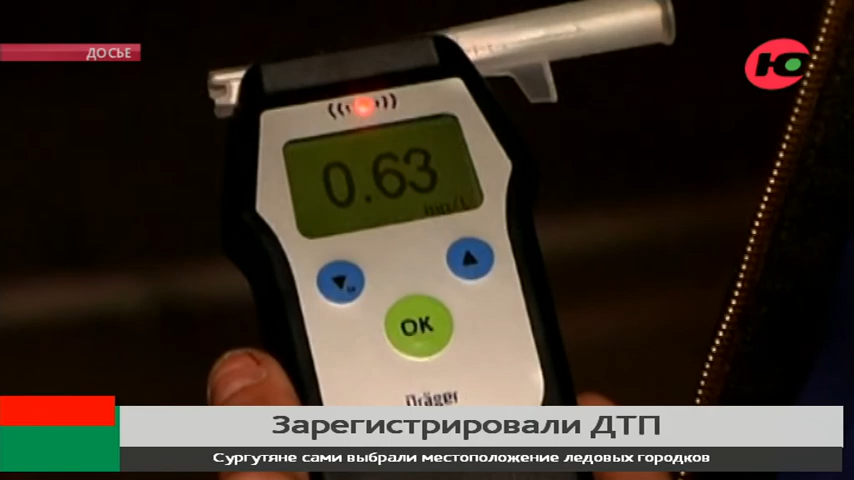 ДОСЬЕ
Ю
0.63
mg/L
M
OK
Dräger
Зарегистрировали ДТП
Сургутяне сами выбрали местоположение ледовых городков